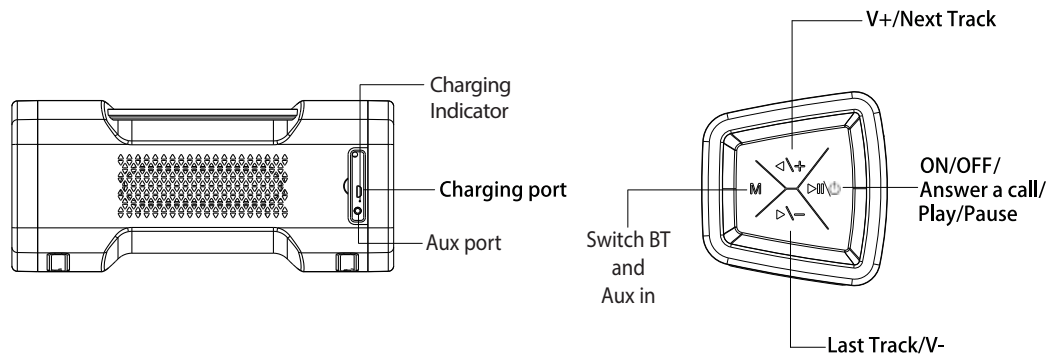 V+/Next Track
Charging
Indicator
Charging port
Aux port
M
ON/OFF/
Answer a call/
Play/Pause
Switch BT
and
Aux in
Last Track/V-